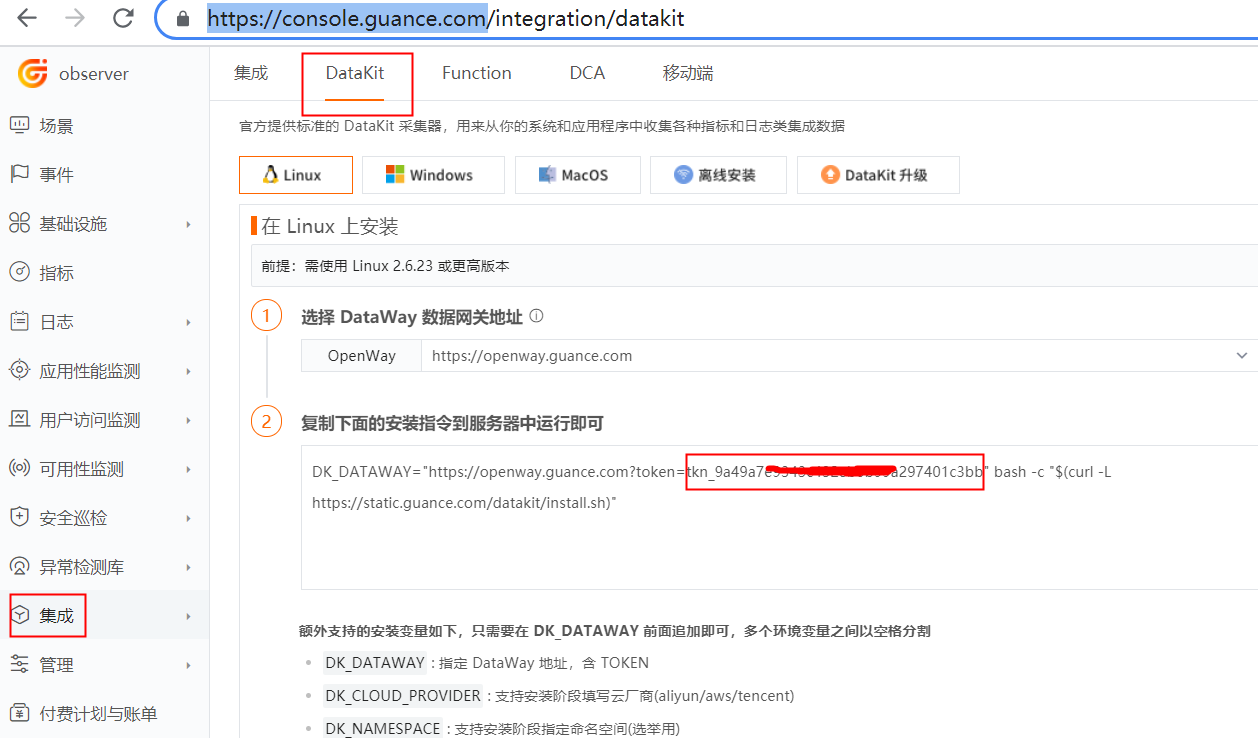 https://console.guance.com/integration/datakit
observer
集成 DataKit Function DCA 移动端
场景
事件
基础设施
指标
日志
应用性能监测
用户访问监测
可用性监测
安全巡检
异常检测库
集成
管理
付费计划与账单
官方提供标准的 DataKit 采集器，用来从你的系统和应用程序中收集各种指标和日志类集成数据
Linux Windows MacOS 离线安装 DataKit 升级
在 Linux 上安装
前提：需使用 Linux 2.6.23 或更高版本
1 选择 DataWay 数据网关地址
OpenWay https://openway.guance.com
2 复制下面的安装指令到服务器中运行即可
DK_DATAWAY="https://openway.guance.com?token=tkn_9a49a7e a297401c3bb" bash -c "$(curl -L
https://static.guance.com/datakit/install.sh)"
额外支持的安装变量如下，只需要在 DK_DATAWAY 前面追加即可，多个环境变量之间以空格分割
DK_DATAWAY : 指定 DataWay 地址，含 TOKEN
DK_CLOUD_PROVIDER : 支持安装阶段填写云厂商(aliyun/aws/tencent)
DK_NAMESPACE : 支持安装阶段指定命名空间(选举用)